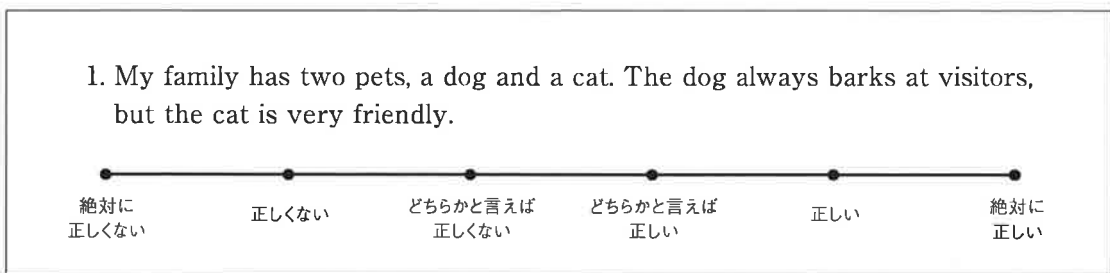 1. My family has two pets, a dog and a cat. The dog always barks at visitors,
but the cat is very friendly.
絶対に
正しくない
正しくない
どちらかと言えば
正しくない
どちらかと言えば
正しい
正しい
絶対に
正しい